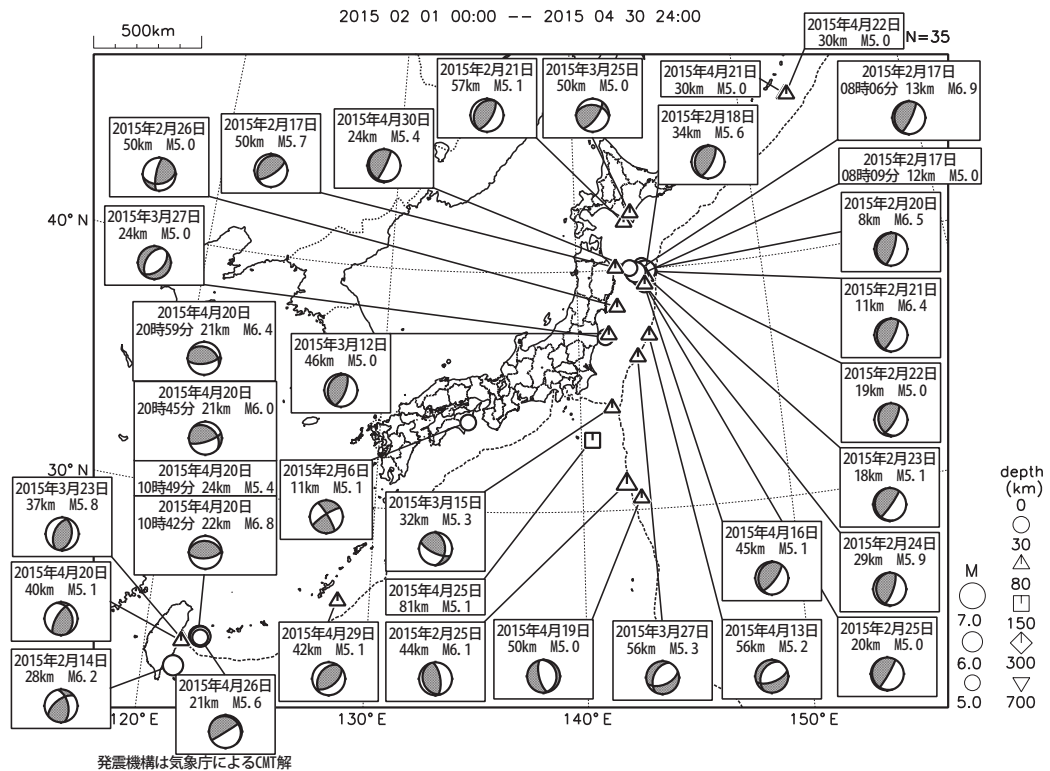 2015 02 01 00:00 -- 2015 04 30 24:00
500km
N=35
2015年4月22日
30km M5.0
2015年2月21日
57km M5.1
2015年3月25日
50km M5.0
2015年4月21日
30km M5.0
2015年2月17日
08時06分 13km M6.9
2015年2月26日
50km M5.0
2015年2月17日
50km M5.7
2015年4月30日
24km M5.4
2015年2月18日
34km M5.6
2015年2月17日
08時09分 12km M5.0
40°N
2015年3月27日
24km M5.0
2015年2月20日
8km M6.5
2015年4月20日
20時59分 21km M6.4
2015年3月12日
46km M5.0
2015年2月21日
11km M6.4
2015年4月20日
20時45分 21km M6.0
2015年2月22日
19km M5.0
30°N
2015年4月20日
10時49分 24km M5.4
2015年2月23日
18km M5.1
2015年3月23日
37km M5.8
2015年4月20日
10時42分 22km M6.8
2015年2月6日
11km M5.1
2015年3月15日
32km M5.3
2015年4月16日
45km M5.1
2015年2月24日
29km M5.9
2015年4月20日
40km M5.1
2015年4月25日
81km M5.1
2015年2月14日
28km M6.2
2015年4月29日
42km M5.1
2015年2月25日
44km M6.1
2015年4月19日
50km M5.0
2015年3月27日
56km M5.3
2015年4月13日
56km M5.2
2015年2月25日
20km M5.0
2015年4月26日
21km M5.6
depth
(km)
0
30
80
150
300
700
M
7.0
6.0
5.0
120°E
130°E
140°E
150°E
発震機構は気象庁によるCMT解